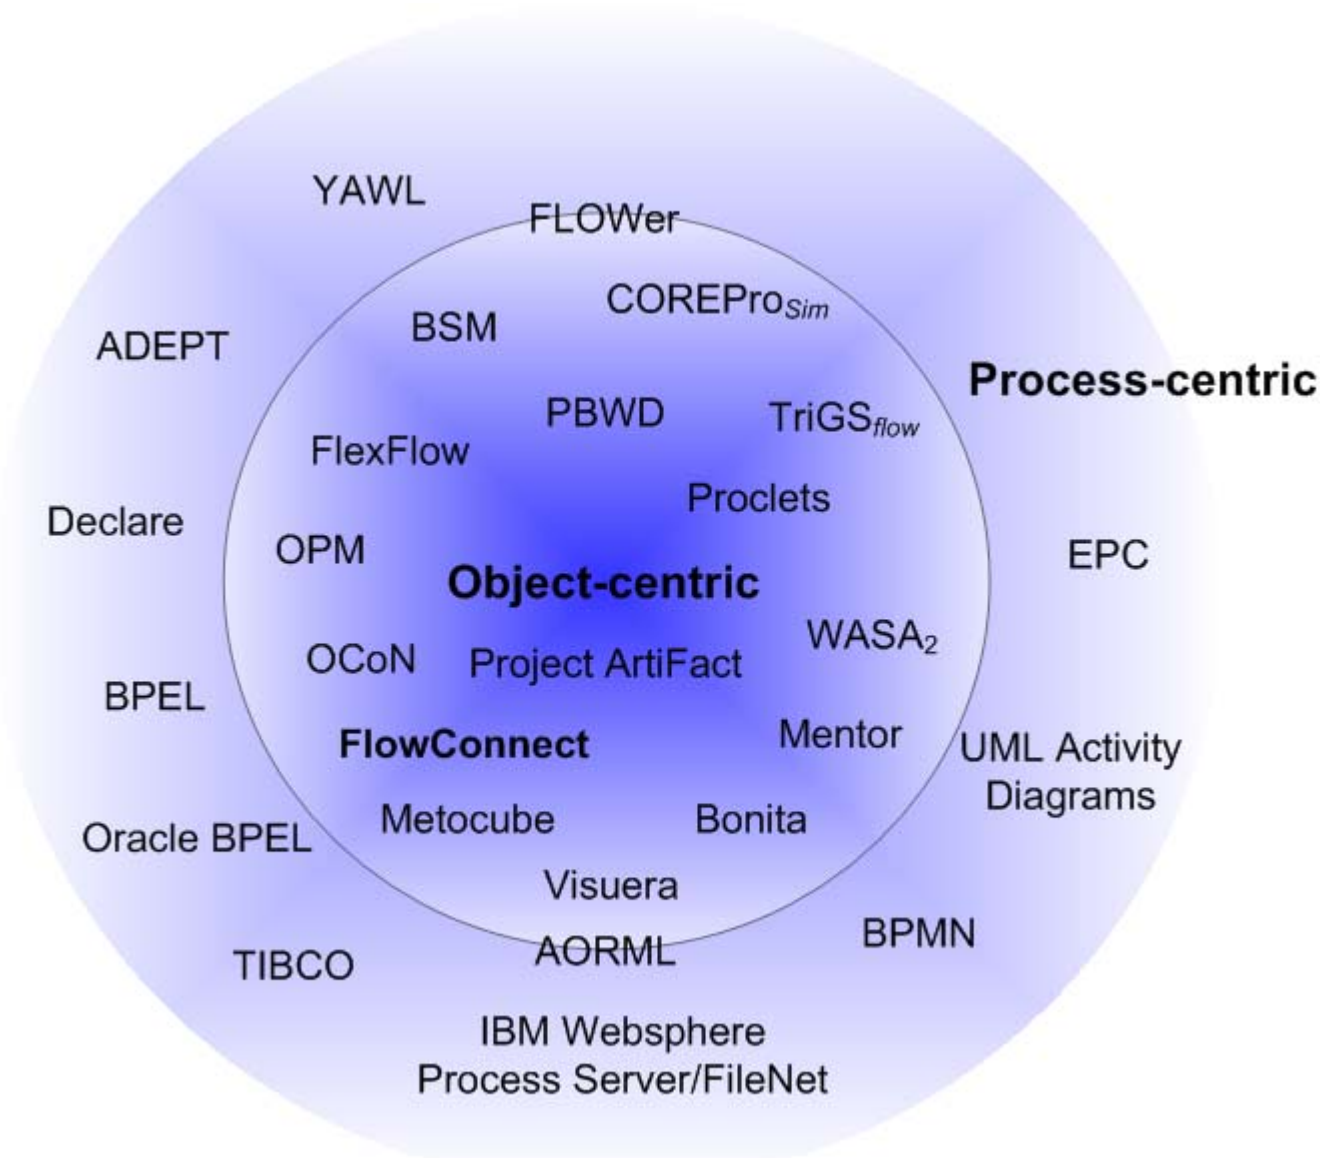 YAWL
FLOWer
COREProSim
BSM
ADEPT
Process-centric
PBWD
TriGSflow
FlexFlow
Proclets
Declare
OPM
EPC
Object-centric
WASA2
OCoN
Project ArtiFact
BPEL
FlowConnect
Mentor
UML Activity
Diagrams
Metocube
Bonita
Oracle BPEL
Visuera
BPMN
AORML
TIBCO
IBM Websphere
Process Server/FileNet